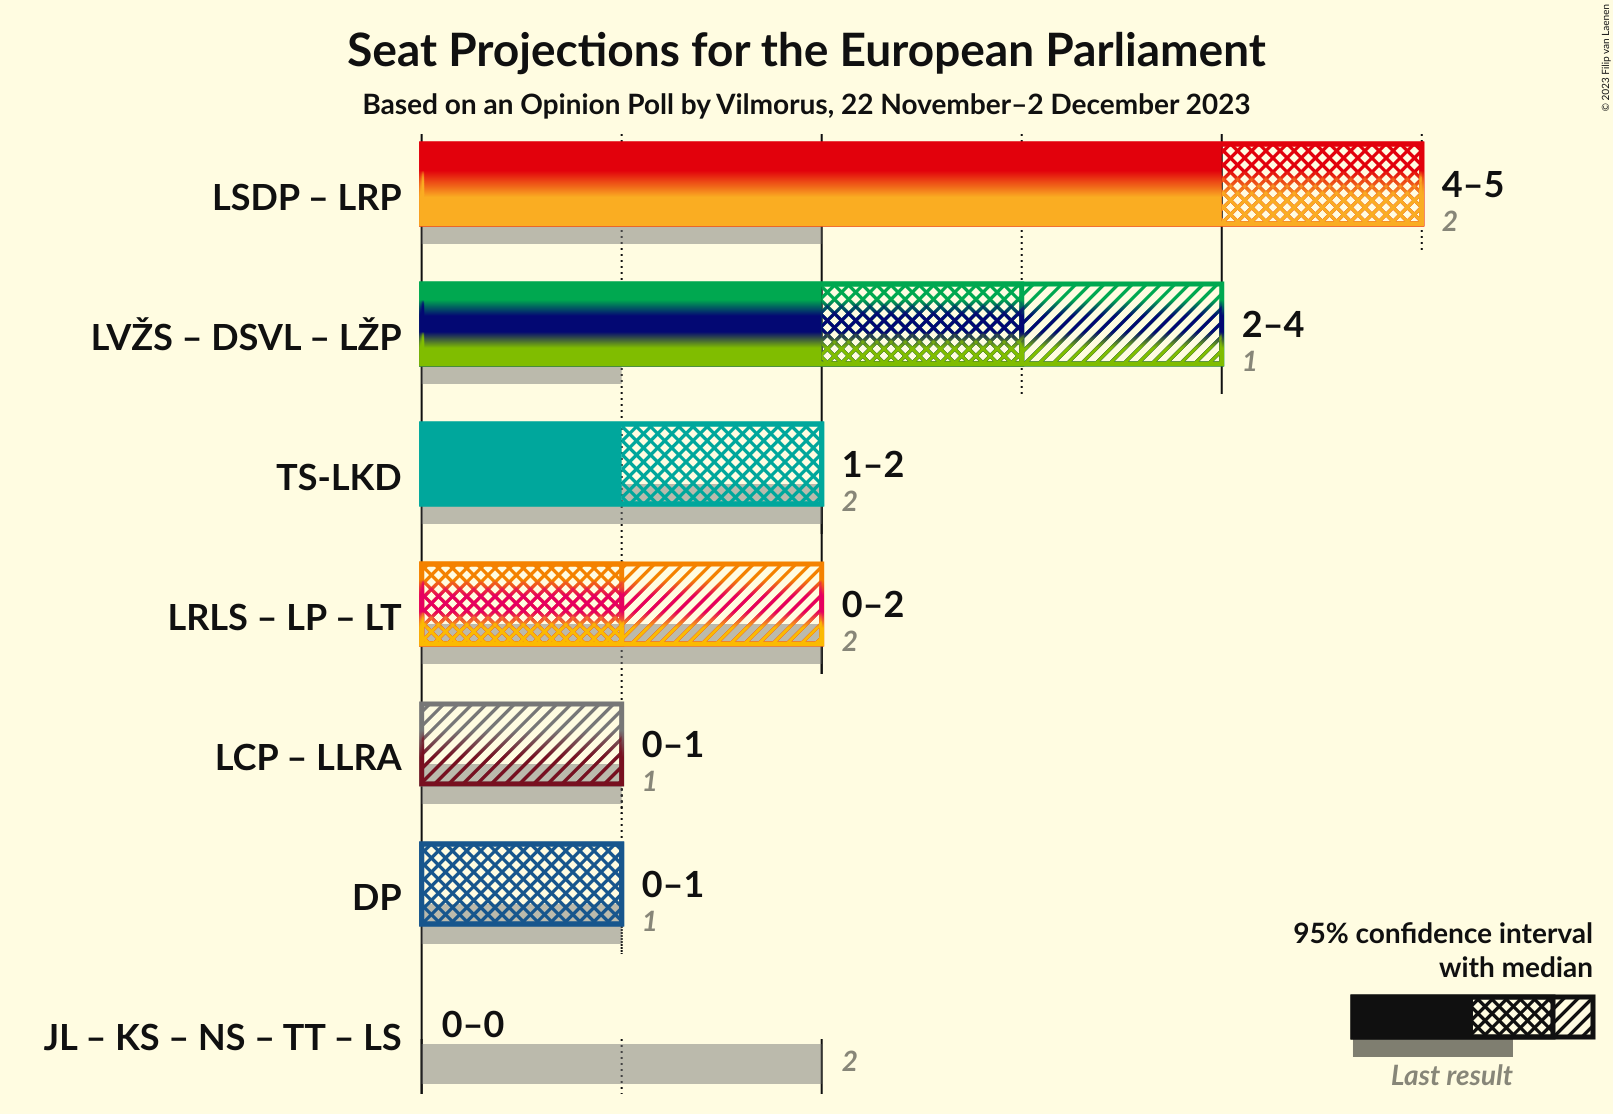 Seat Projections for the European Parliament
Based on an Opinion Poll by Vilmorus, 22 November–2 December 2023
© 2023 Filip van Laenen
LSDP – LRP
4–5
2
LVŽS – DSVL – LŽP
2–4
1
TS-LKD
1–2
2
LRLS – LP – LT
0–2
2
LCP – LLRA
0–1
1
DP
0–1
1
JL – KS – NS – TT – LS
0–0
2
95% confidence interval
with median
Last result